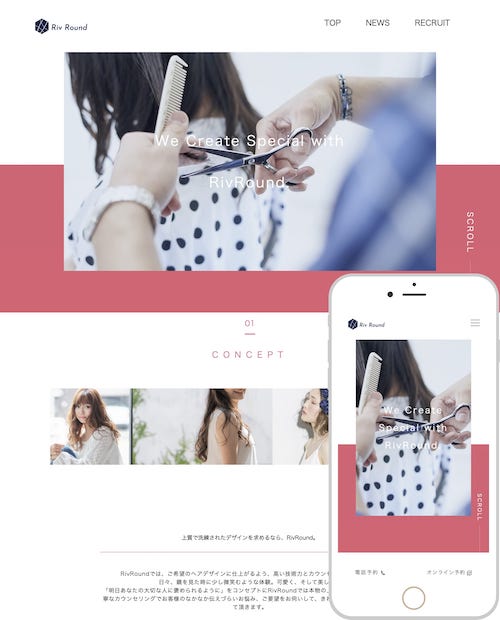 Riv Round
TOP NEWS RECRUIT
We Create Special with
RivRound
SCROLL
01
CONCEPT
上質で洗練されたデザインを求めるなら、RivRound。
RivRoundでは、ご希望のヘアデザインに仕上がるよう、高い技術力とカウンセ
日々、鏡を見た時に少し微笑むような体験。可愛く、そして美し
「明日あなたの大切な人に褒められるように」をコンセプトにRivRoundでは本物の、
寧なカウンセリングでお客様のなかなか伝えづらいお悩み、ご要望をお伺いして、きれ
て頂きます。
Riv Round
We Create
Special with
RivRound
SCROLL
電話予約
オンライン予約